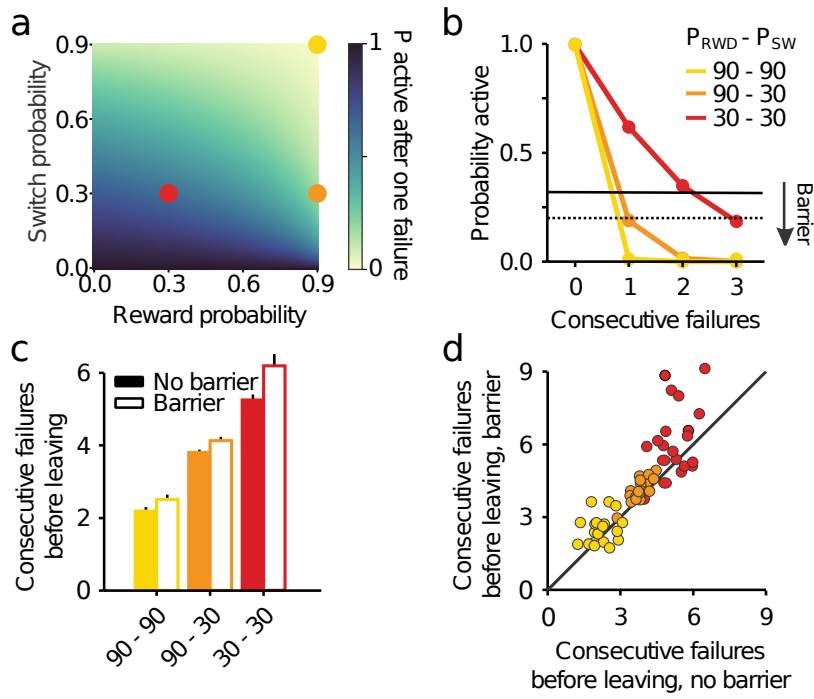 a
0.9
0.6
0.3
0.0
Switch probability
0.0 0.3 0.6 0.9
Reward probability
1
0
P active after one failure
b
1.0
0.5
0.0
Probability active
0 1 2 3
Consecutive failures
P_RWD - P_SW
90 - 90
90 - 30
30 - 30
Barrier
c
6
4
2
0
Consecutive failures
before leaving
No barrier
Barrier
90 - 90
90 - 30
30 - 30
d
9
6
3
0
Consecutive failures
before leaving, barrier
0 3 6 9
Consecutive failures
before leaving, no barrier